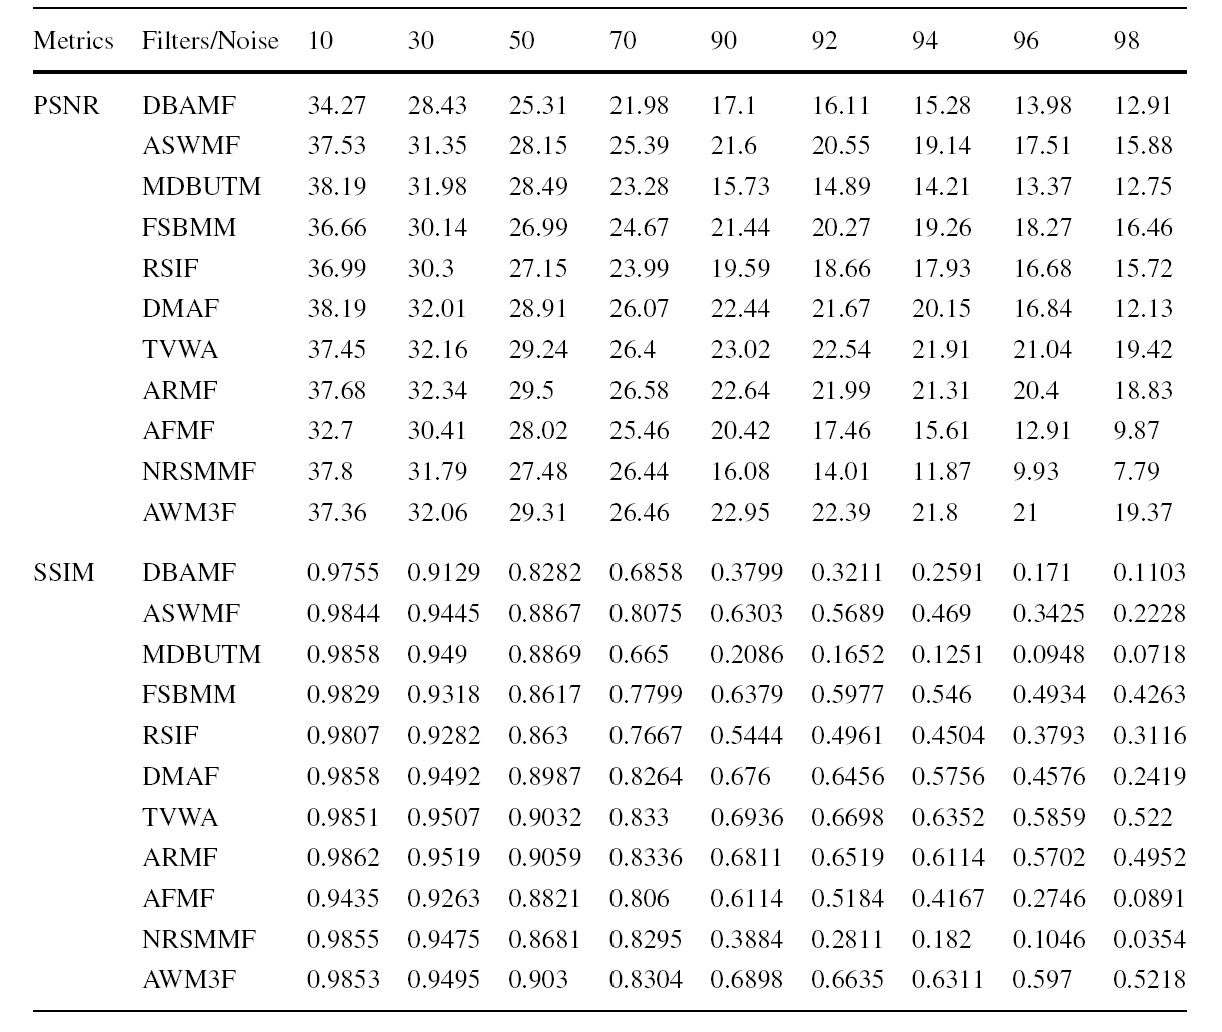 Metrics Filters/Noise 10 30 50 70 90 92 94 96 98
PSNR DBAMF 34.27 28.43 25.31 21.98 17.1 16.11 15.28 13.98 12.91
ASWMF 37.53 31.35 28.15 25.39 21.6 20.55 19.14 17.51 15.88
MDBUTM 38.19 31.98 28.49 23.28 15.73 14.89 14.21 13.37 12.75
FSBMM 36.66 30.14 26.99 24.67 21.44 20.27 19.26 18.27 16.46
RSIF 36.99 30.3 27.15 23.99 19.59 18.66 17.93 16.68 15.72
DMAF 38.19 32.01 28.91 26.07 22.44 21.67 20.15 16.84 12.13
TVWA 37.45 32.16 29.24 26.4 23.02 22.54 21.91 21.04 19.42
ARMF 37.68 32.34 29.5 26.58 22.64 21.99 21.31 20.4 18.83
AFMF 32.7 30.41 28.02 25.46 20.42 17.46 15.61 12.91 9.87
NRSMMF 37.8 31.79 27.48 26.44 16.08 14.01 11.87 9.93 7.79
AWM3F 37.36 32.06 29.31 26.46 22.95 22.39 21.8 21 19.37
SSIM DBAMF 0.9755 0.9129 0.8282 0.6858 0.3799 0.3211 0.2591 0.171 0.1103
ASWMF 0.9844 0.9445 0.8867 0.8075 0.6303 0.5689 0.469 0.3425 0.2228
MDBUTM 0.9858 0.949 0.8869 0.665 0.2086 0.1652 0.1251 0.0948 0.0718
FSBMM 0.9829 0.9318 0.8617 0.7799 0.6379 0.5977 0.546 0.4934 0.4263
RSIF 0.9807 0.9282 0.863 0.7667 0.5444 0.4961 0.4504 0.3793 0.3116
DMAF 0.9858 0.9492 0.8987 0.8264 0.676 0.6456 0.5756 0.4576 0.2419
TVWA 0.9851 0.9507 0.9032 0.833 0.6936 0.6698 0.6352 0.5859 0.522
ARMF 0.9862 0.9519 0.9059 0.8336 0.6811 0.6519 0.6114 0.5702 0.4952
AFMF 0.9435 0.9263 0.8821 0.806 0.6114 0.5184 0.4167 0.2746 0.0891
NRSMMF 0.9855 0.9475 0.8681 0.8295 0.3884 0.2811 0.182 0.1046 0.0354
AWM3F 0.9853 0.9495 0.903 0.8304 0.6898 0.6635 0.6311 0.597 0.5218